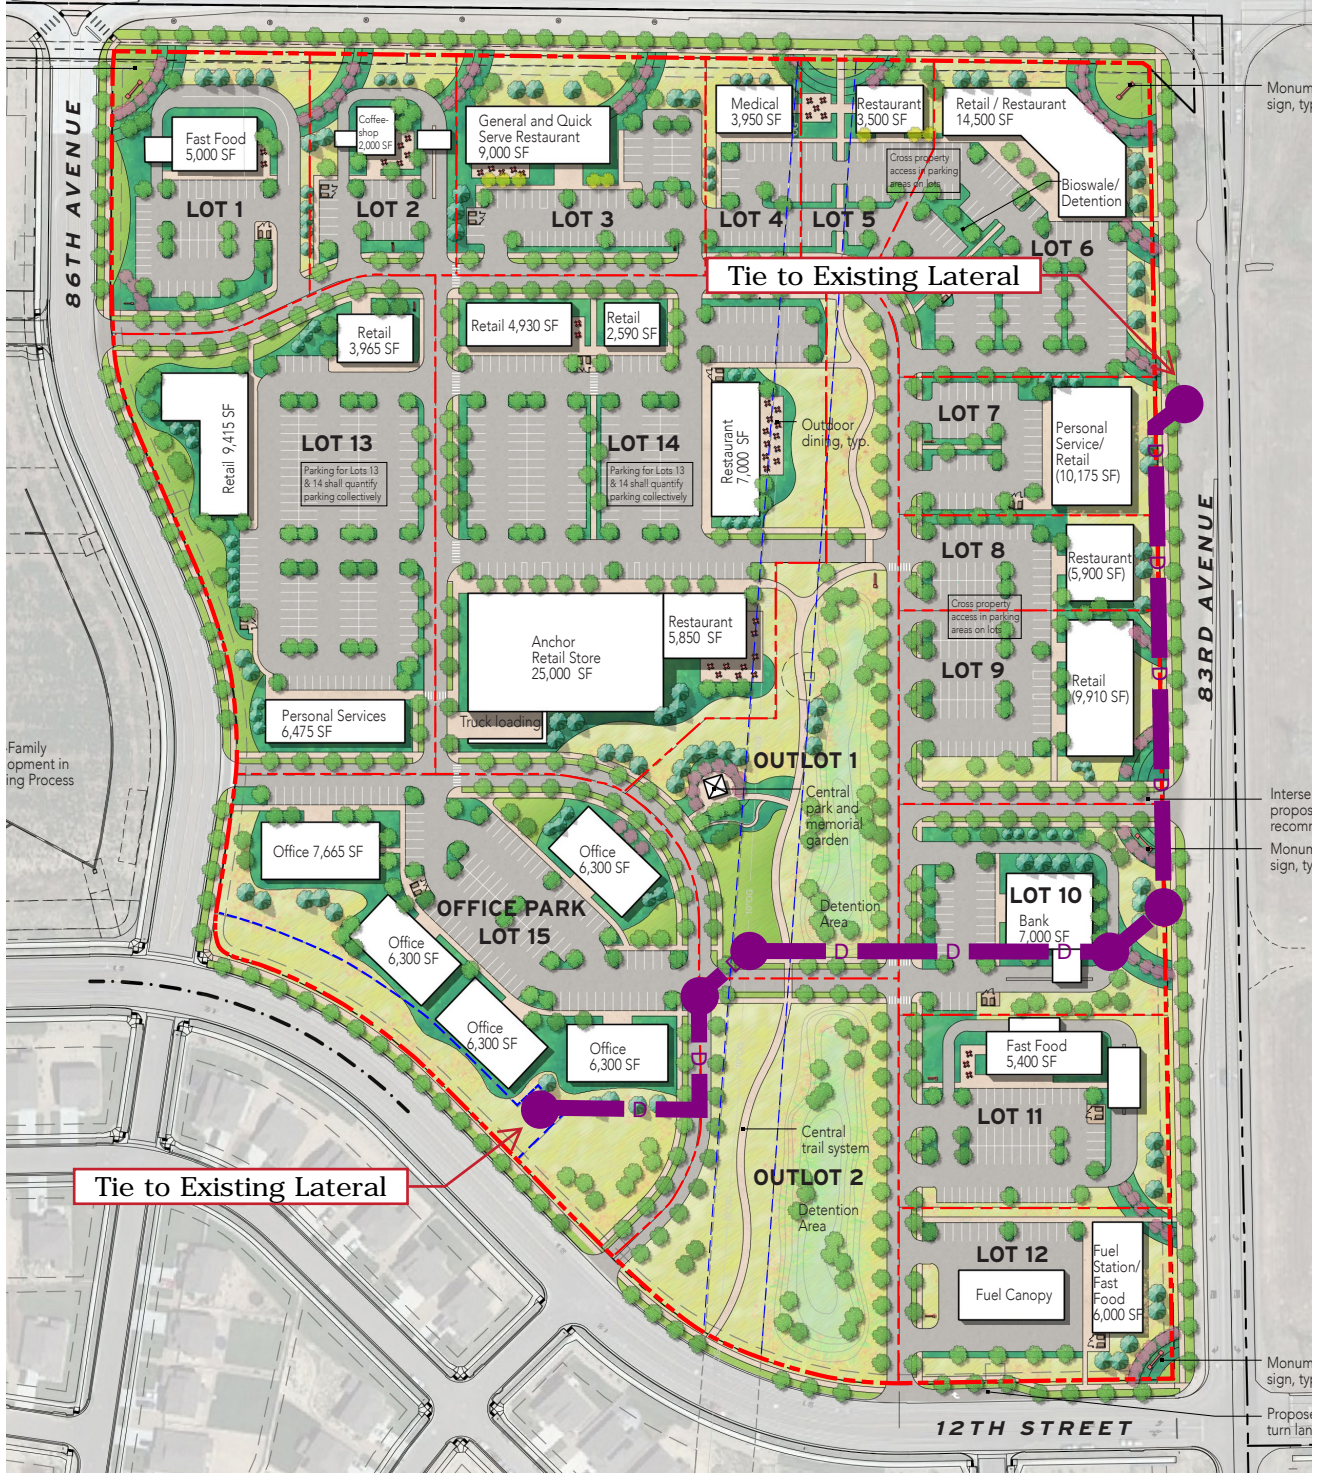 86TH AVENUE
Monum
sign, typ
Fast Food
5,000 SF
Coffee-
shop
2,000 SF
General and Quick
Serve Restaurant
9,000 SF
Medical
3,950 SF
Restaurant
3,500 SF
Retail / Restaurant
14,500 SF
Cross property
access in parking
areas on lots
Bioswale/
Detention
LOT 1
LOT 2
LOT 3
LOT 4
LOT 5
LOT 6
Tie to Existing Lateral
Retail
3,965 SF
Retail 4,930 SF
Retail
2,590 SF
Retail 9,415 SF
LOT 13
Parking for Lots 13
& 14 shall quantify
parking collectively
LOT 14
Parking for Lots 13
& 14 shall quantify
parking collectively
Restaurant
7,000 SF
Outdoor
dining, typ.
LOT 7
Personal
Service/
Retail
(10,175 SF)
D
83RD AVENUE
LOT 8
Restaurant
(5,900 SF)
D
Cross property
access in parking
areas on lots
LOT 9
Retail
(9,910 SF)
D
Anchor
Retail Store
25,000 SF
Restaurant
5,850 SF
Truck loading
Personal Services
6,475 SF
-Family
opment in
ing Process
OUTLOT 1
Central
park and
memorial
garden
D
Interse
propos
recomm
Monum
sign, ty
Office 7,665 SF
Office
6,300 SF
OFFICE PARK
LOT 15
Detention
Area
LOT 10
Bank
7,000 SF
Office
6,300 SF
D
D
D
Office
6,300 SF
Office
6,300 SF
D
D
Fast Food
5,400 SF
LOT 11
Central
trail system
Tie to Existing Lateral
OUTLOT 2
Detention
Area
LOT 12
Fuel Canopy
Fuel
Station/
Fast
Food
6,000 SF
Monum
sign, typ
Propose
turn lan
12TH STREET